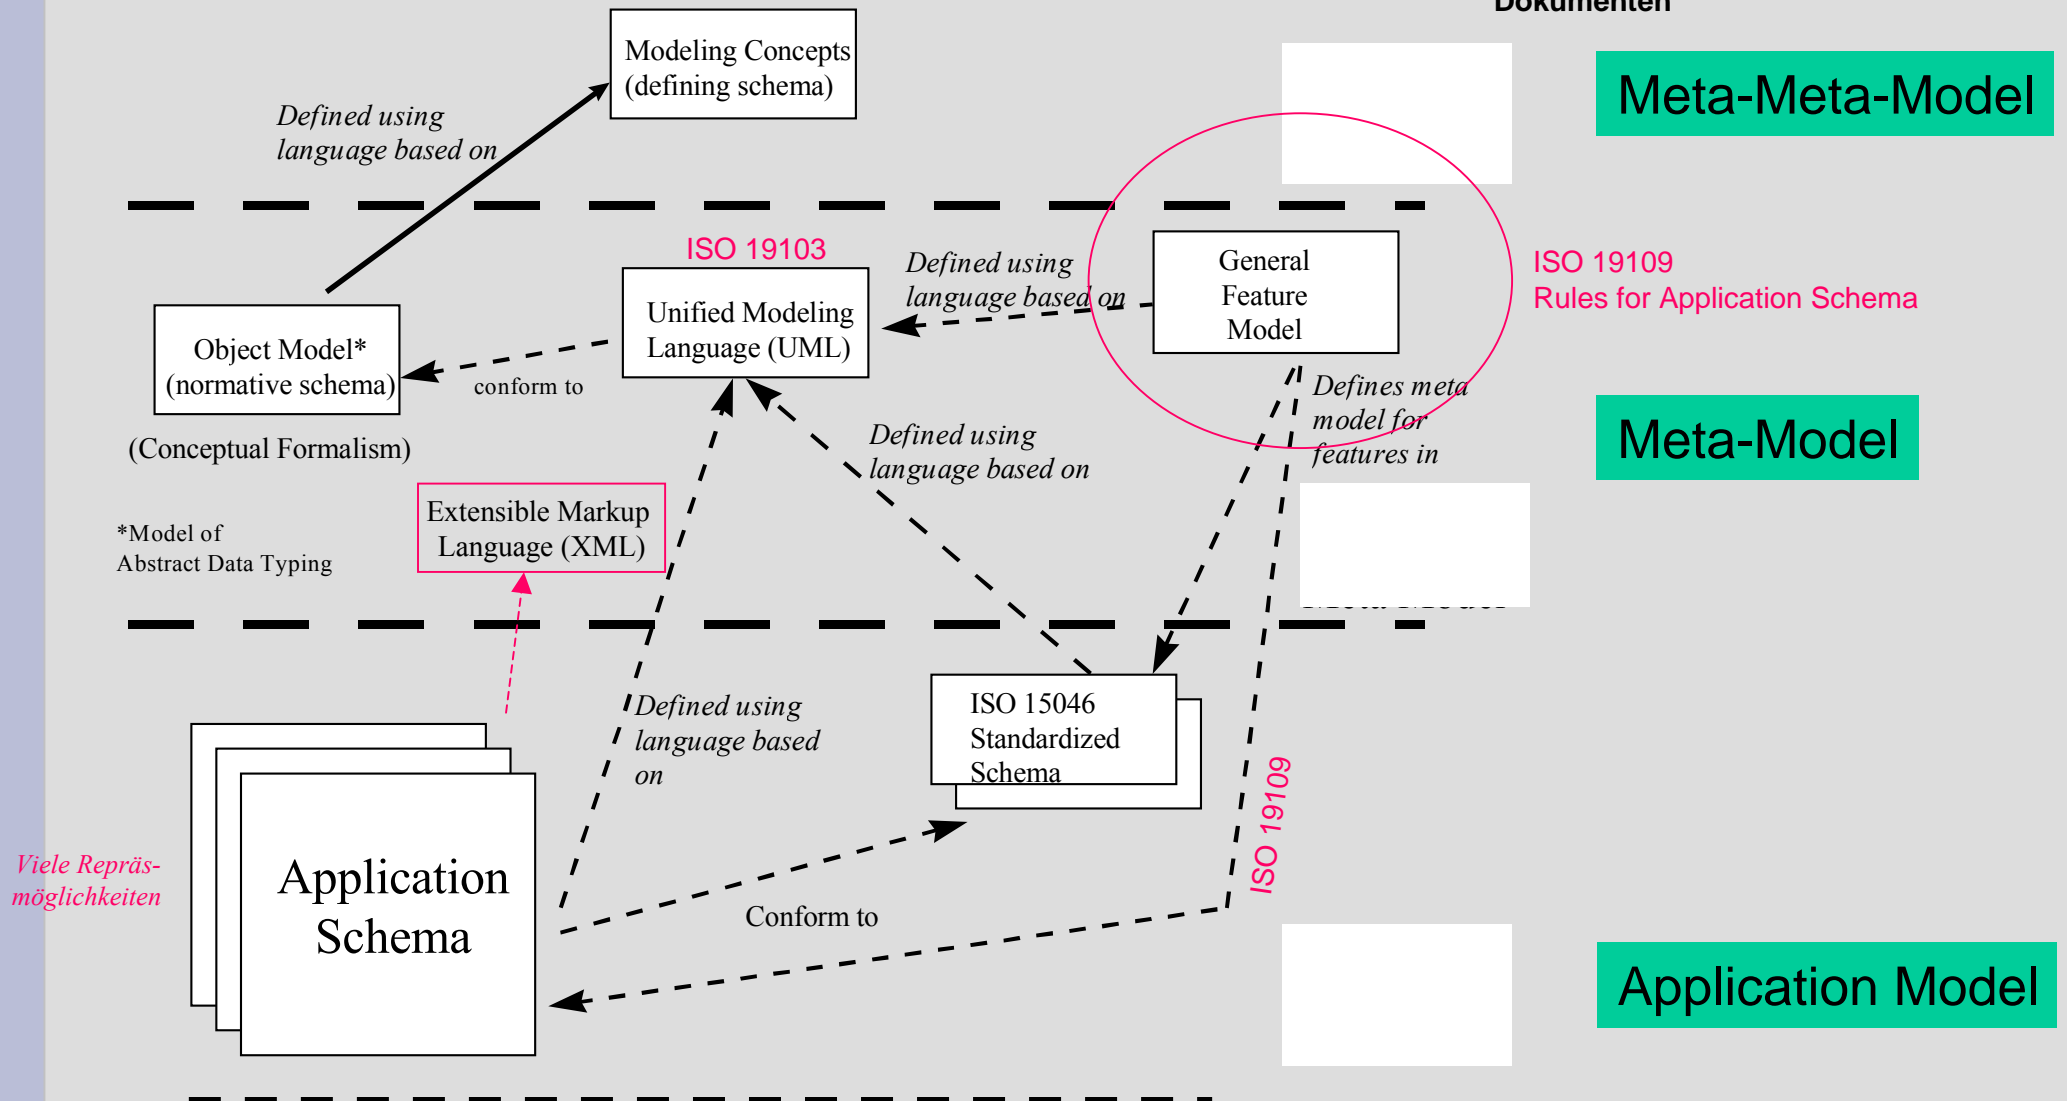 Dokumenten
Modeling Concepts
(defining schema)
Meta-Meta-Model
Defined using
language based on
ISO 19103
Defined using
language based on
General
Feature
Model
ISO 19109
Rules for Application Schema
Unified Modeling
Language (UML)
Object Model*
(normative schema)
conform to
Defines meta
model for
features in
(Conceptual Formalism)
Defined using
language based on
Meta-Model
Extensible Markup
Language (XML)
*Model of
Abstract Data Typing
Defined using
language based
on
ISO 15046
Standardized
Schema
ISO 19109
Viele Repräs-
möglichkeiten
Application
Schema
Conform to
Application Model